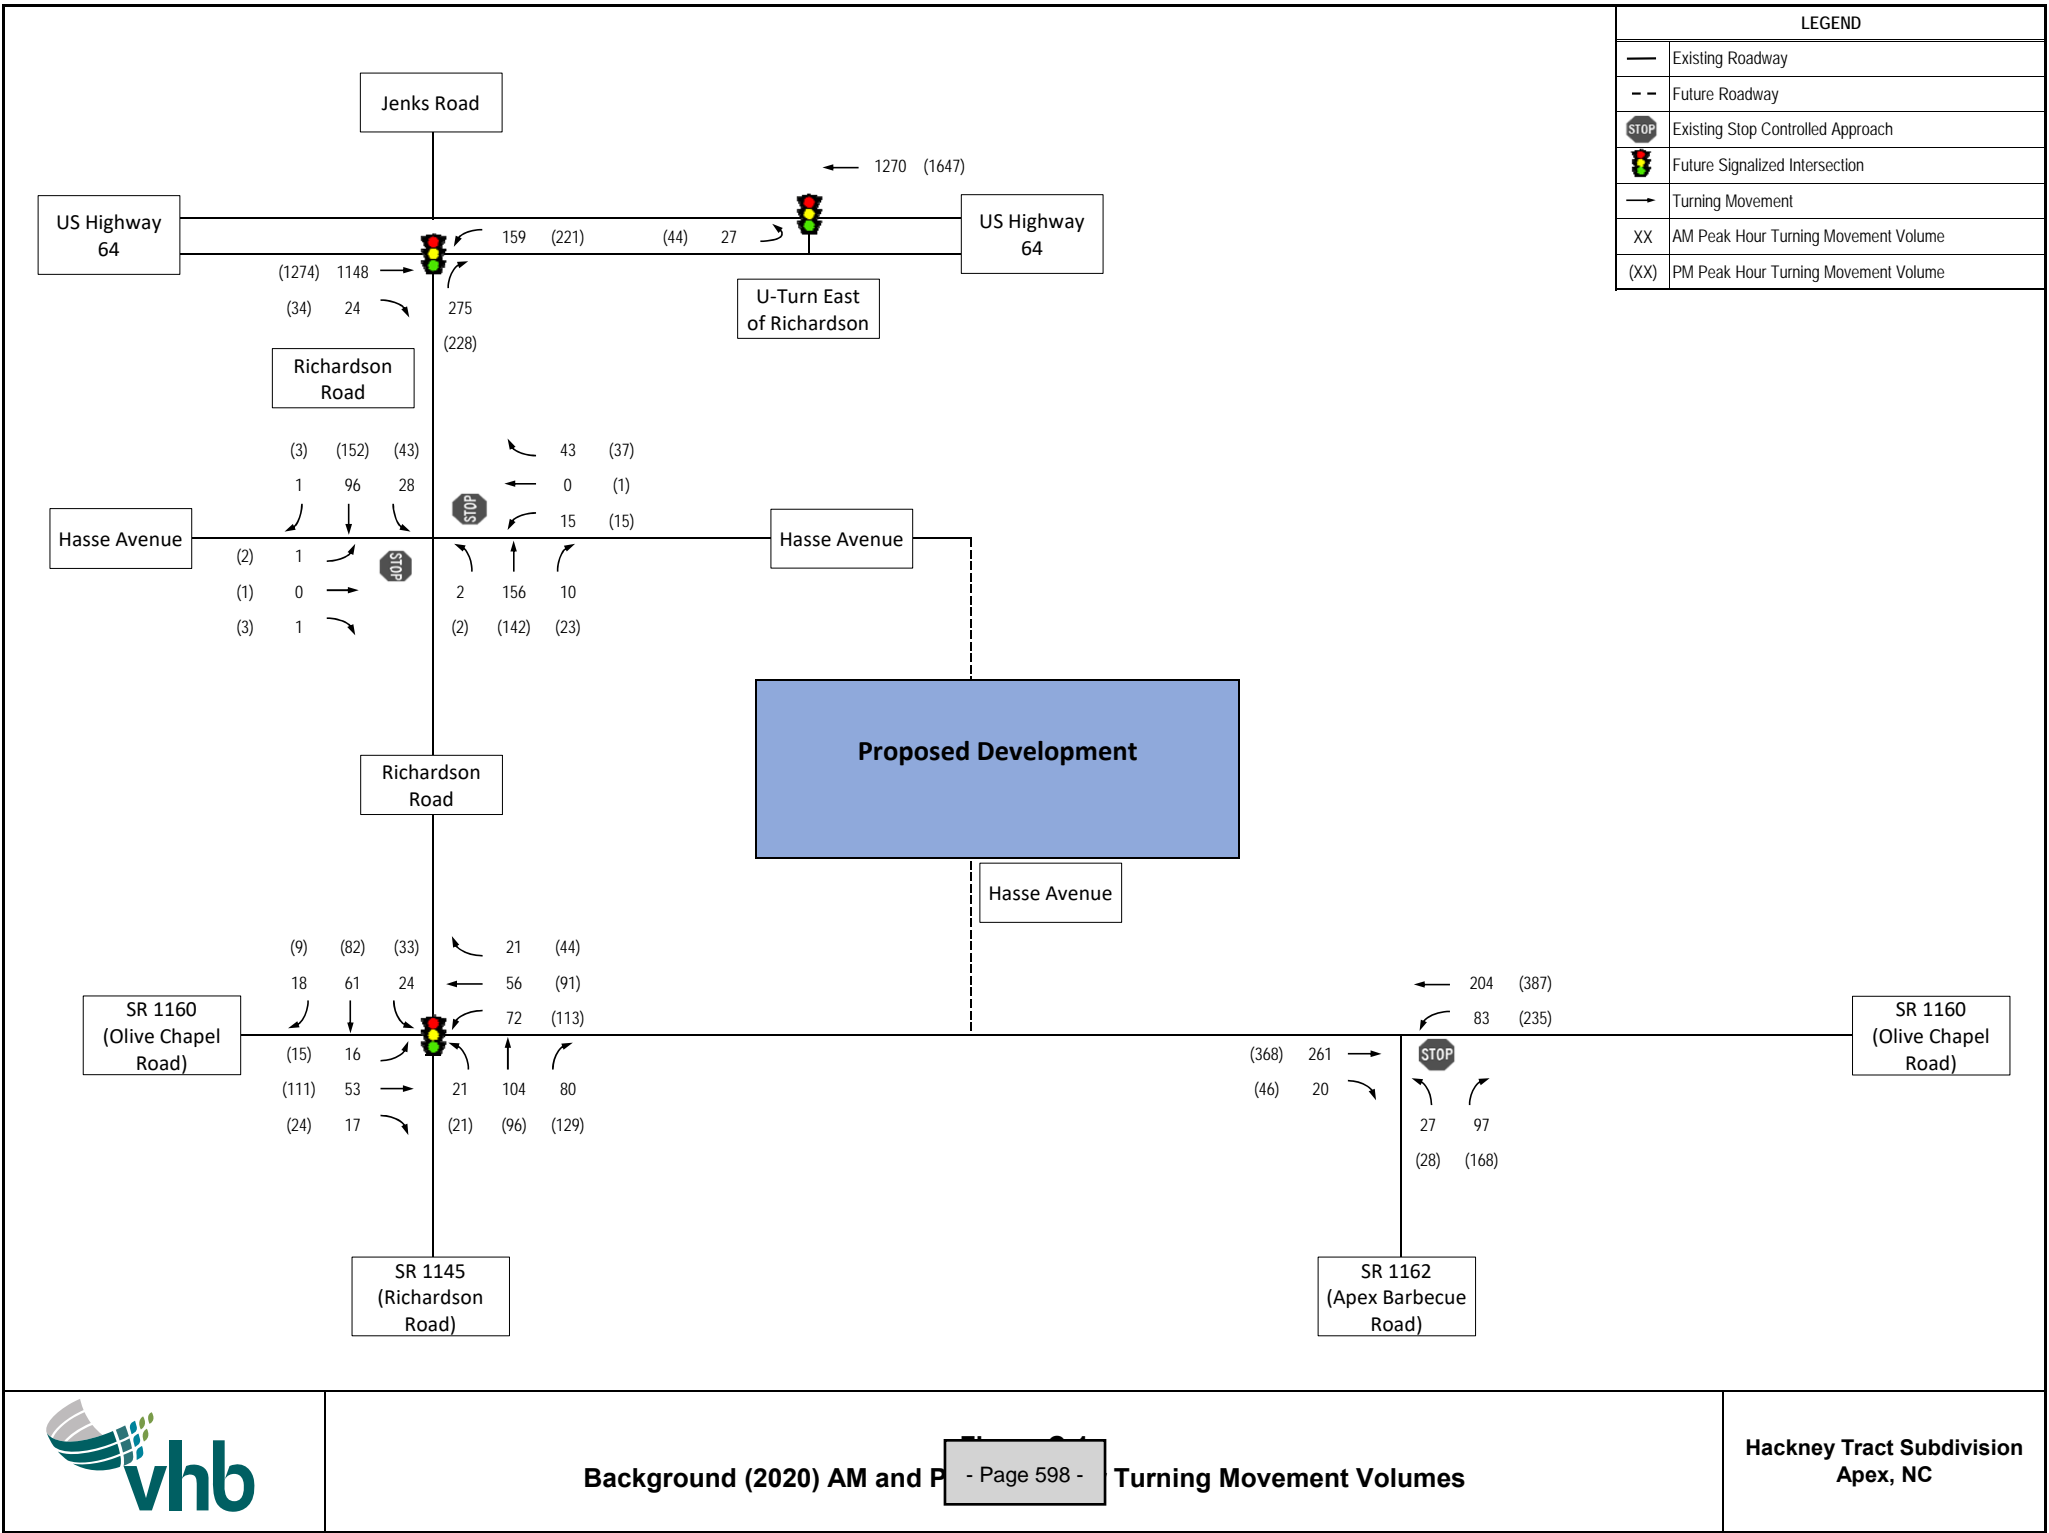 LEGEND
Existing Roadway
Future Roadway
STOP Existing Stop Controlled Approach
Future Signalized Intersection
Turning Movement
XX AM Peak Hour Turning Movement Volume
(XX) PM Peak Hour Turning Movement Volume
Jenks Road
1270 (1647)
US Highway
64
159 (221) (44) 27
US Highway
64
(1274) 1148
(34) 24 275
(228)
U-Turn East
of Richardson
Richardson
Road
(3) (152) (43) 43 (37)
1 96 28 0 (1)
STOP
15 (15)
Hasse Avenue
Hasse Avenue
(2) 1
STOP
(1) 0 2 156 10
(3) 1 (2) (142) (23)
Proposed Development
Richardson
Road
Hasse Avenue
(9) (82) (33) 21 (44)
18 61 24 56 (91)
72 (113)
SR 1160
(Olive Chapel
Road)
(15) 16
(111) 53 21 104 80
(24) 17 (21) (96) (129)
204 (387)
83 (235)
(368) 261
STOP
(46) 20
27 97
(28) (168)
SR 1160
(Olive Chapel
Road)
SR 1145
(Richardson
Road)
SR 1162
(Apex Barbecue
Road)
vhb
Background (2020) AM and P
- Page 598 -
Turning Movement Volumes
Hackney Tract Subdivision
Apex, NC